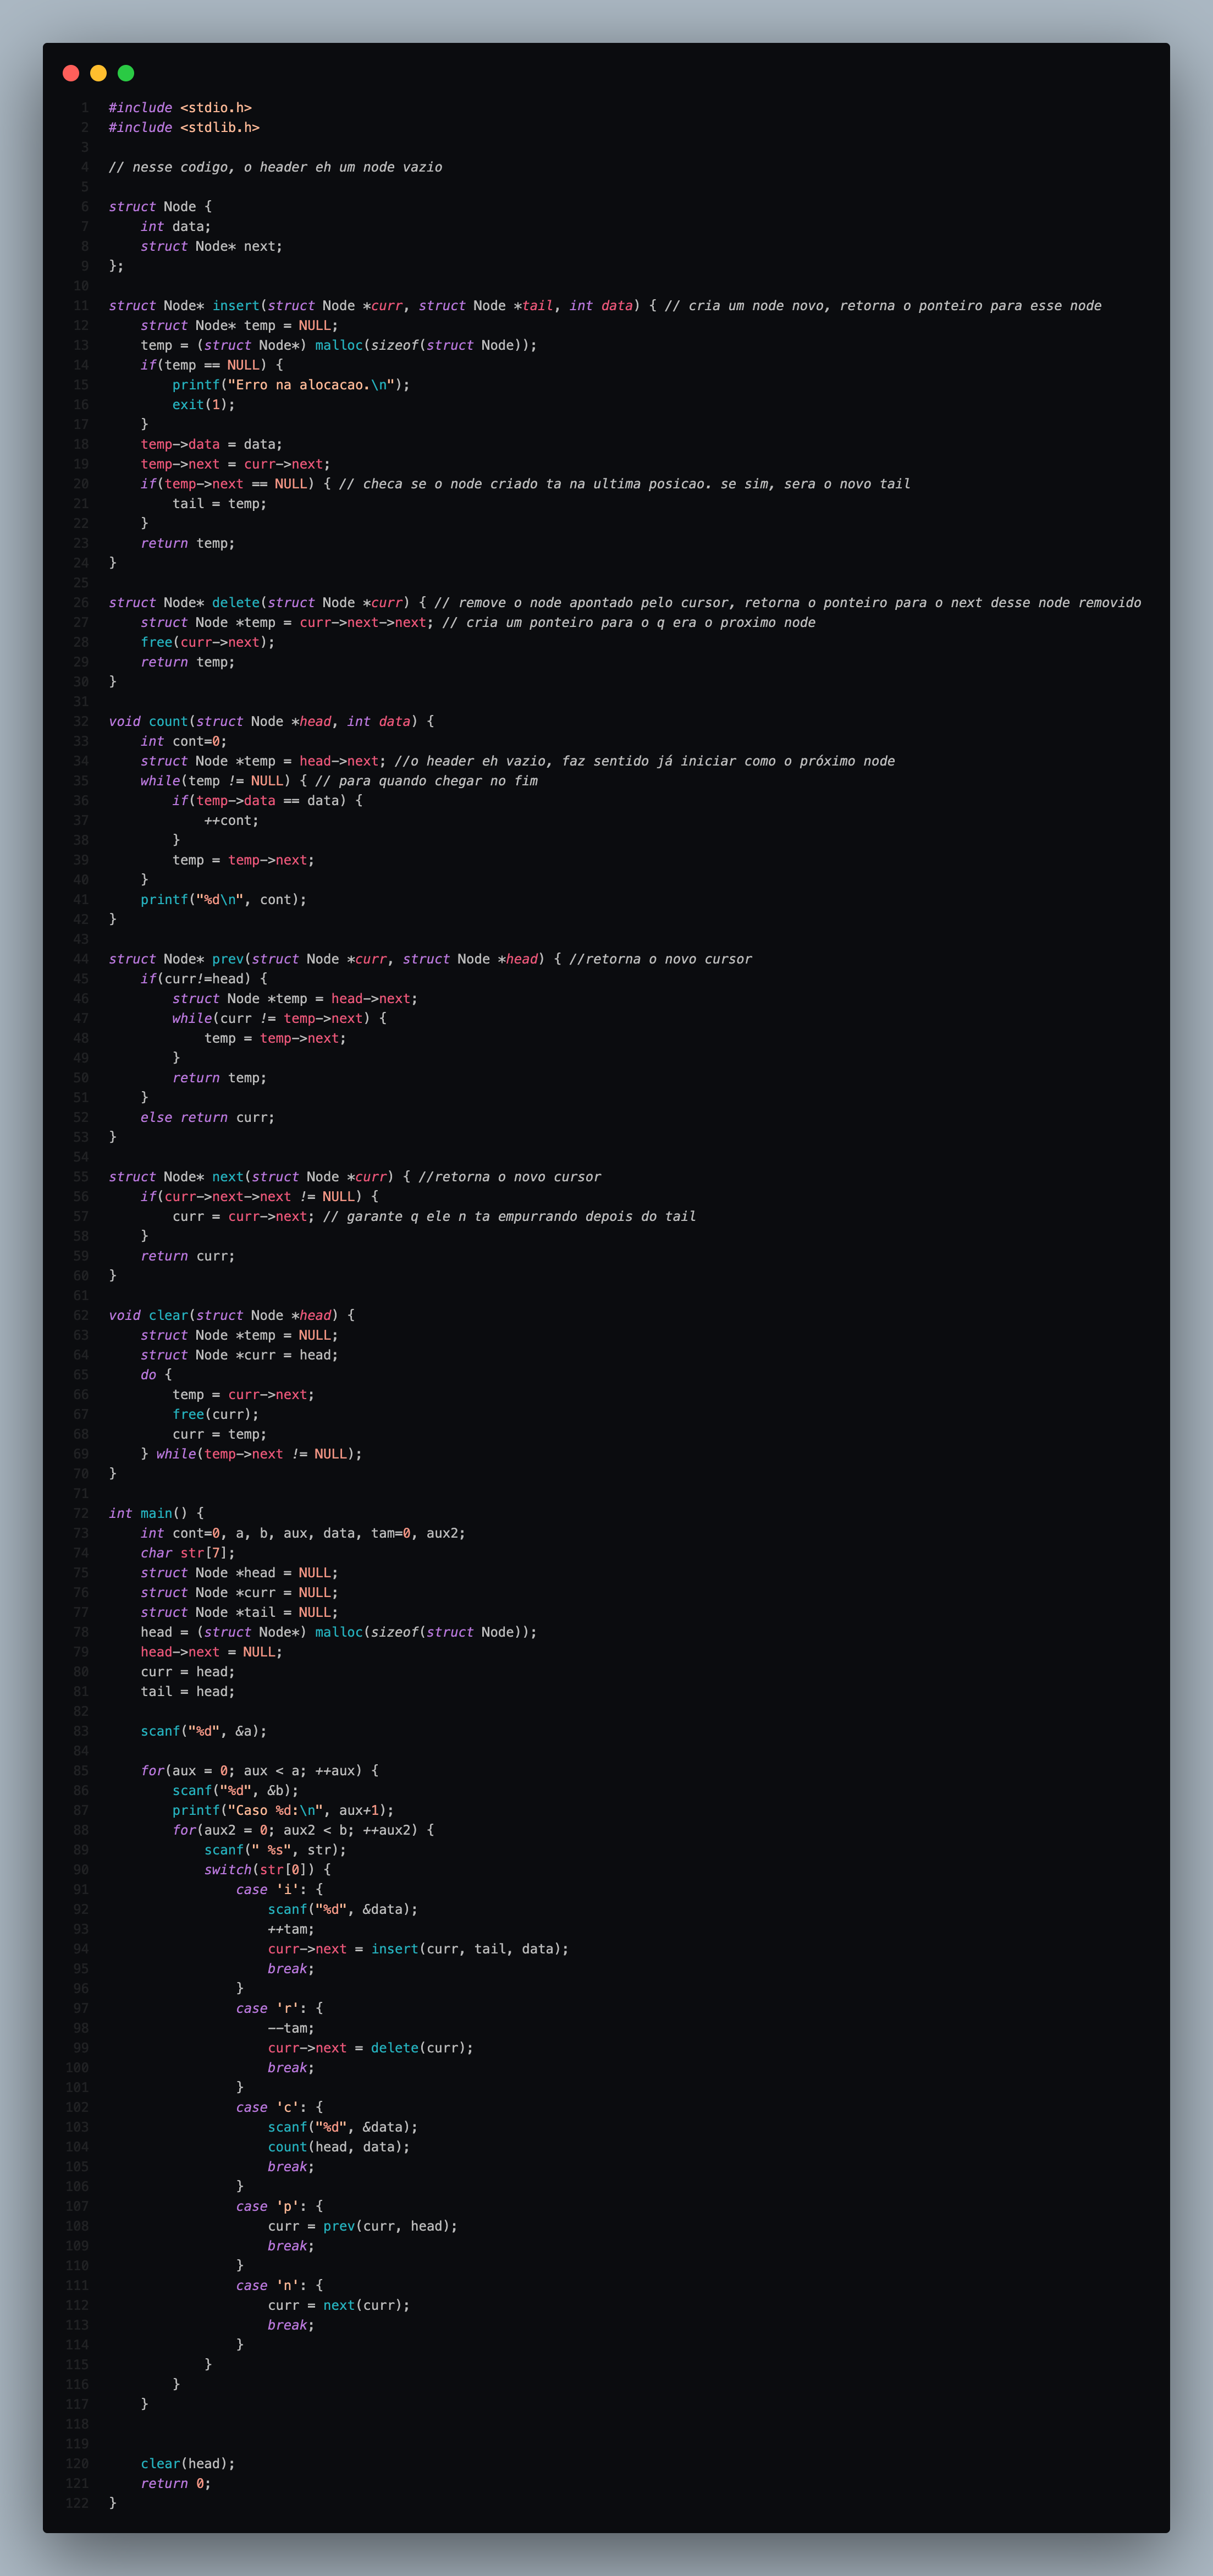 1 #include <stdio.h>
2 #include <stdlib.h>
3
4 // nesse codigo, o header eh um node vazio
5
6 struct Node {
7     int data;
8     struct Node* next;
9 };
10
11 struct Node* insert(struct Node *curr, struct Node *tail, int data) { // cria um node novo, retorna o ponteiro para esse node
12     struct Node* temp = NULL;
13     temp = (struct Node*) malloc(sizeof(struct Node));
14     if(temp == NULL) {
15         printf("Erro na alocacao.\n");
16         exit(1);
17     }
18     temp->data = data;
19     temp->next = curr->next;
20     if(temp->next == NULL) { // checa se o node criado ta na ultima posicao. se sim, sera o novo tail
21         tail = temp;
22     }
23     return temp;
24 }
25
26 struct Node* delete(struct Node *curr) { // remove o node apontado pelo cursor, retorna o ponteiro para o next desse node removido
27     struct Node *temp = curr->next->next; // cria um ponteiro para o q era o proximo node
28     free(curr->next);
29     return temp;
30 }
31
32 void count(struct Node *head, int data) {
33     int cont=0;
34     struct Node *temp = head->next; //o header eh vazio, faz sentido já iniciar como o próximo node
35     while(temp != NULL) { // para quando chegar no fim
36         if(temp->data == data) {
37             ++cont;
38         }
39         temp = temp->next;
40     }
41     printf("%d\n", cont);
42 }
43
44 struct Node* prev(struct Node *curr, struct Node *head) { //retorna o novo cursor
45     if(curr!=head) {
46         struct Node *temp = head->next;
47         while(curr != temp->next) {
48             temp = temp->next;
49         }
50         return temp;
51     }
52     else return curr;
53 }
54
55 struct Node* next(struct Node *curr) { //retorna o novo cursor
56     if(curr->next->next != NULL) {
57         curr = curr->next; // garante q ele n ta empurrando depois do tail
58     }
59     return curr;
60 }
61
62 void clear(struct Node *head) {
63     struct Node *temp = NULL;
64     struct Node *curr = head;
65     do {
66         temp = curr->next;
67         free(curr);
68         curr = temp;
69     } while(temp->next != NULL);
70 }
71
72 int main() {
73     int cont=0, a, b, aux, data, tam=0, aux2;
74     char str[7];
75     struct Node *head = NULL;
76     struct Node *curr = NULL;
77     struct Node *tail = NULL;
78     head = (struct Node*) malloc(sizeof(struct Node));
79     head->next = NULL;
80     curr = head;
81     tail = head;
82
83     scanf("%d", &a);
84
85     for(aux = 0; aux < a; ++aux) {
86         scanf("%d", &b);
87         printf("Caso %d:\n", aux+1);
88         for(aux2 = 0; aux2 < b; ++aux2) {
89             scanf(" %s", str);
90             switch(str[0]) {
91                 case 'i': {
92                     scanf("%d", &data);
93                     ++tam;
94                     curr->next = insert(curr, tail, data);
95                     break;
96                 }
97                 case 'r': {
98                     --tam;
99                     curr->next = delete(curr);
100                     break;
101                 }
102                 case 'c': {
103                     scanf("%d", &data);
104                     count(head, data);
105                     break;
106                 }
107                 case 'p': {
108                     curr = prev(curr, head);
109                     break;
110                 }
111                 case 'n': {
112                     curr = next(curr);
113                     break;
114                 }
115             }
116         }
117     }
118
119
120     clear(head);
121     return 0;
122 }